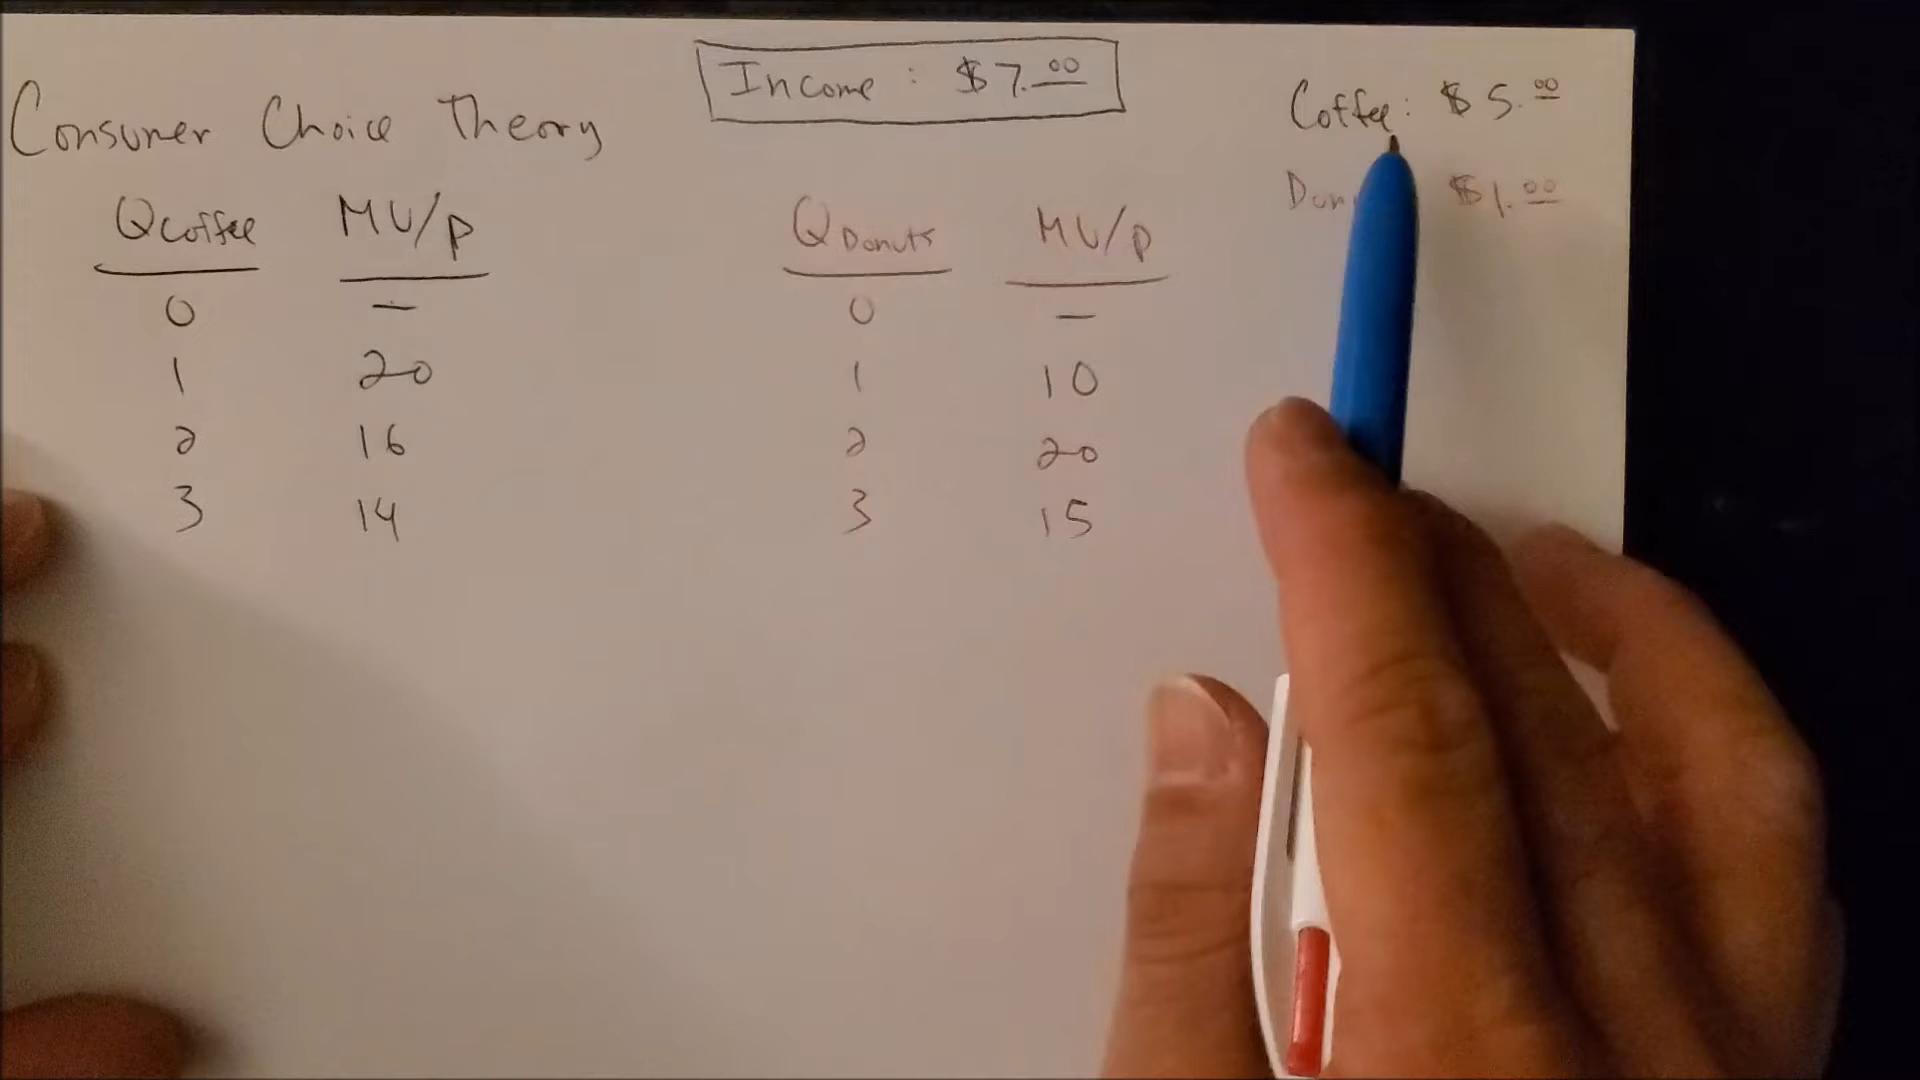 Income : $7.00
Consumer Choice Theory
Coffee: $5.00
$1.00
QCoffee MU/P QDonuts MU/P
0 — 0 —
1 20 1 10
2 16 2 20
3 14 3 15